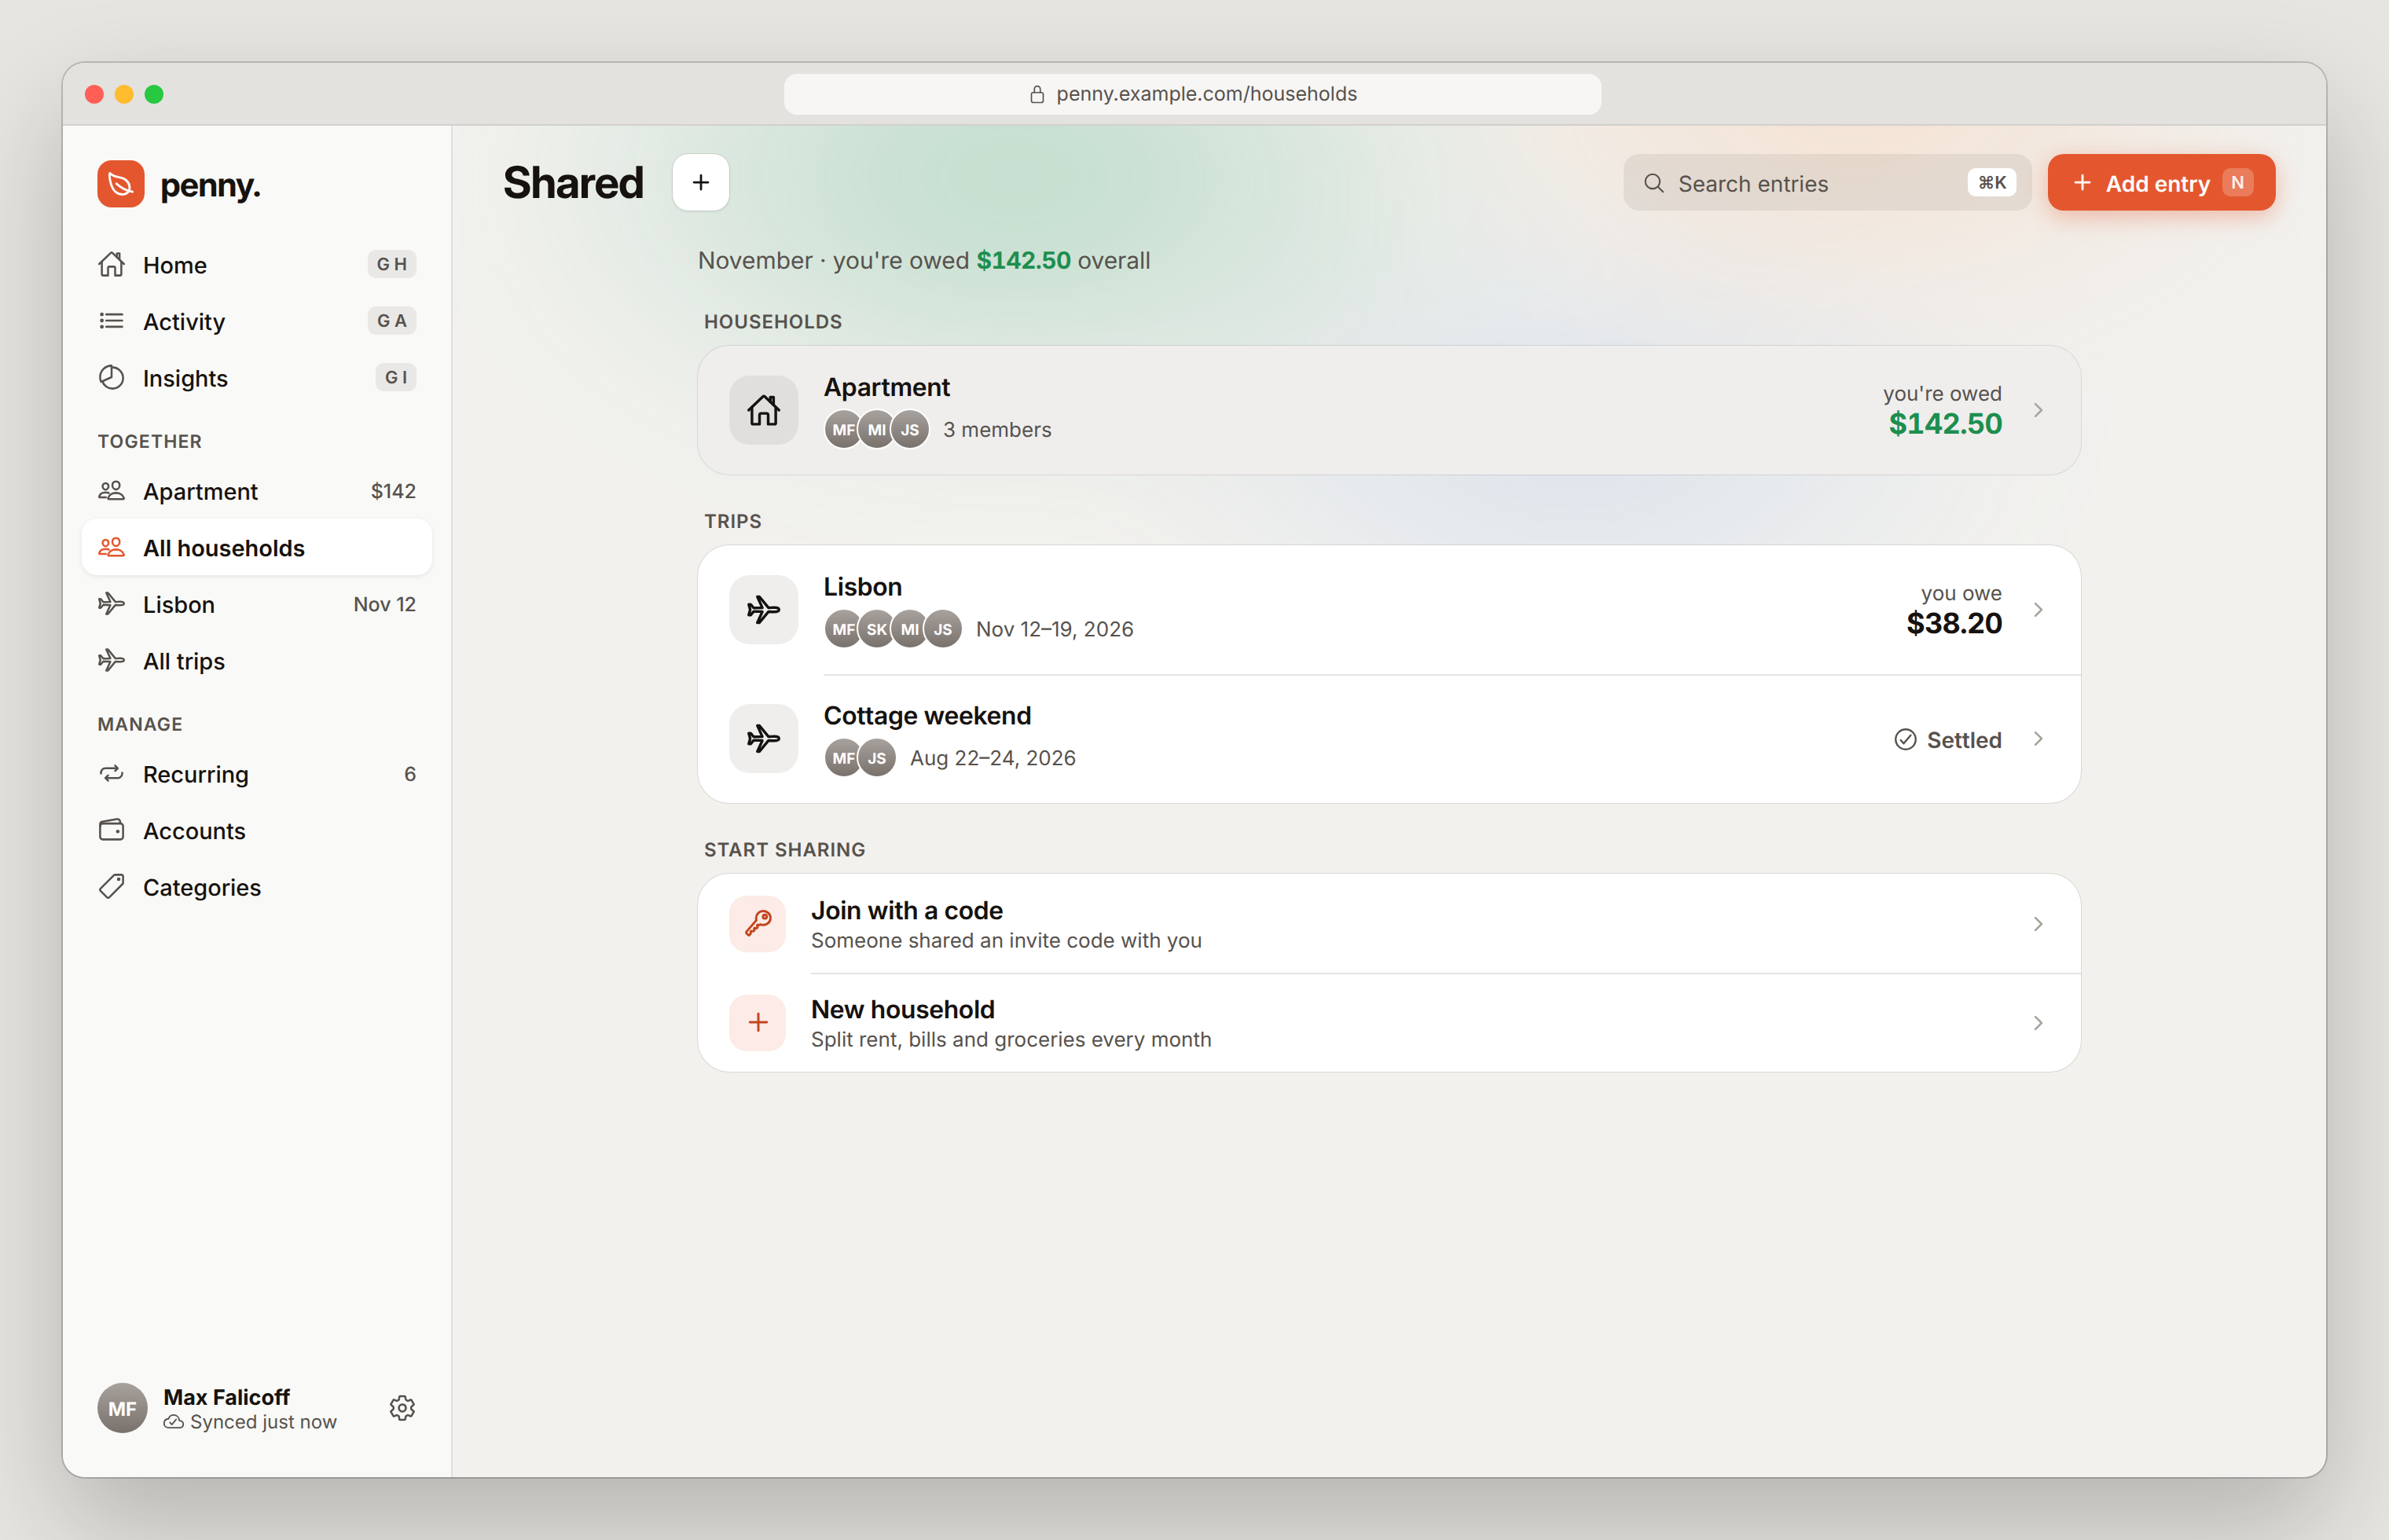 penny.example.com/households
penny.
Home G H
Activity G A
Insights G I
TOGETHER
Apartment $142
All households
Lisbon Nov 12
All trips
MANAGE
Recurring 6
Accounts
Categories
MF
Max Falicoff
Synced just now
Shared
Search entries ⌘K
Add entry N
November · you're owed $142.50 overall
HOUSEHOLDS
Apartment
MF MI JS 3 members
you're owed
$142.50
TRIPS
Lisbon
MF SK MI JS Nov 12–19, 2026
you owe
$38.20
Cottage weekend
MF JS Aug 22–24, 2026
Settled
START SHARING
Join with a code
Someone shared an invite code with you
New household
Split rent, bills and groceries every month